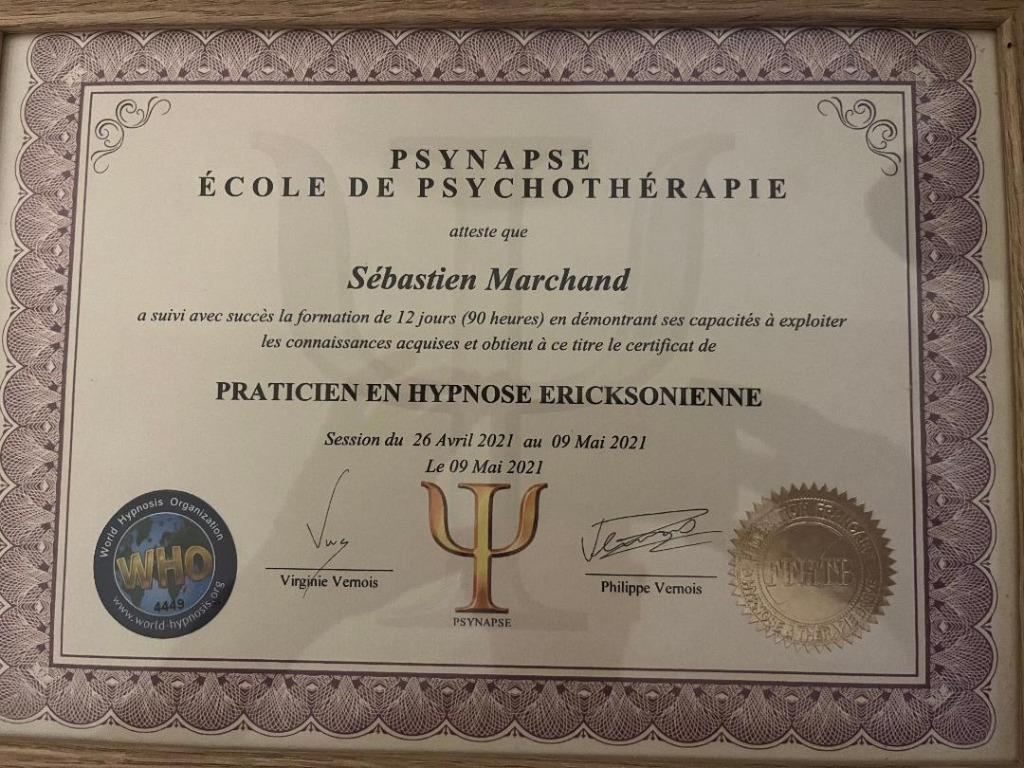 PSYNAPSE
ÉCOLE DE PSYCHOTHÉRAPIE
atteste que
Sébastien Marchand
a suivi avec succès la formation de 12 jours (90 heures) en démontrant ses capacités à exploiter
les connaissances acquises et obtient à ce titre le certificat de
PRATICIEN EN HYPNOSE ERICKSONIENNE
Session du 26 Avril 2021 au 09 Mai 2021
Le 09 Mai 2021
World Hypnosis Organization
WHO
4449
www.world-hypnosis.org
Virginie Vernois
PSYNAPSE
Philippe Vernois